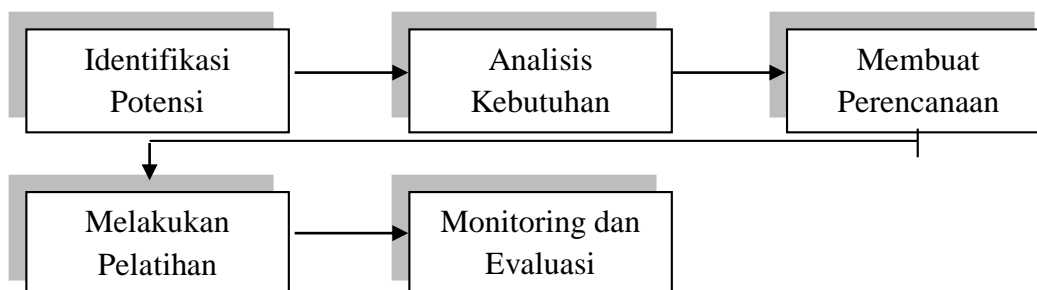 Identifikasi
Potensi
Analisis
Kebutuhan
Membuat
Perencanaan
Melakukan
Pelatihan
Monitoring dan
Evaluasi